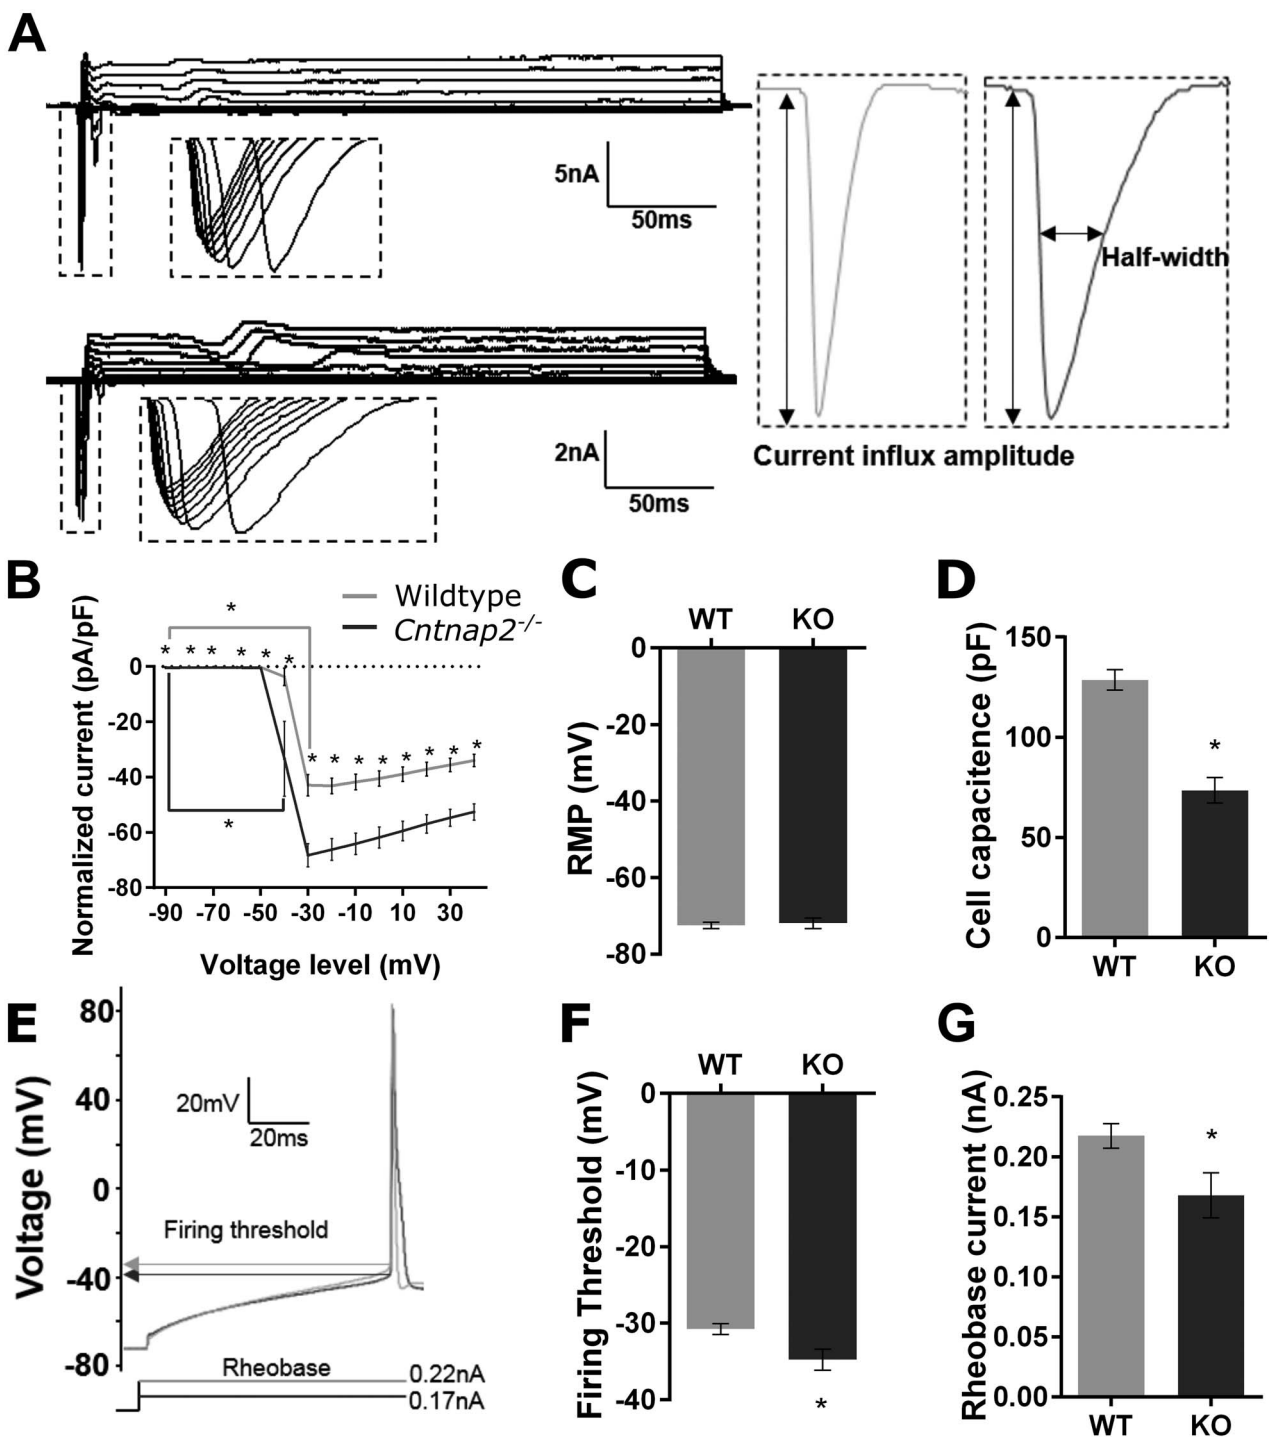 A
5nA
50ms
Half-width
2nA
50ms
Current influx amplitude
B
Wildtype
Cntnap2-/-
*
* * * * * *
* * * * * * * *
*
Normalized current (pA/pF)
0
-20
-40
-60
-80
-90 -70 -50 -30 -10 10 30
Voltage level (mV)
C
WT KO
RMP (mV)
0
-20
-40
-60
-80
D
Cell capacitence (pF)
150
100
50
0
*
WT KO
E
Voltage (mV)
80
40
0
-40
-80
20mV
20ms
Firing threshold
Rheobase
0.22nA
0.17nA
F
WT KO
Firing Threshold (mV)
0
-10
-20
-30
-40
*
G
Rheobase current (nA)
0.25
0.20
0.15
0.10
0.05
0.00
*
WT KO